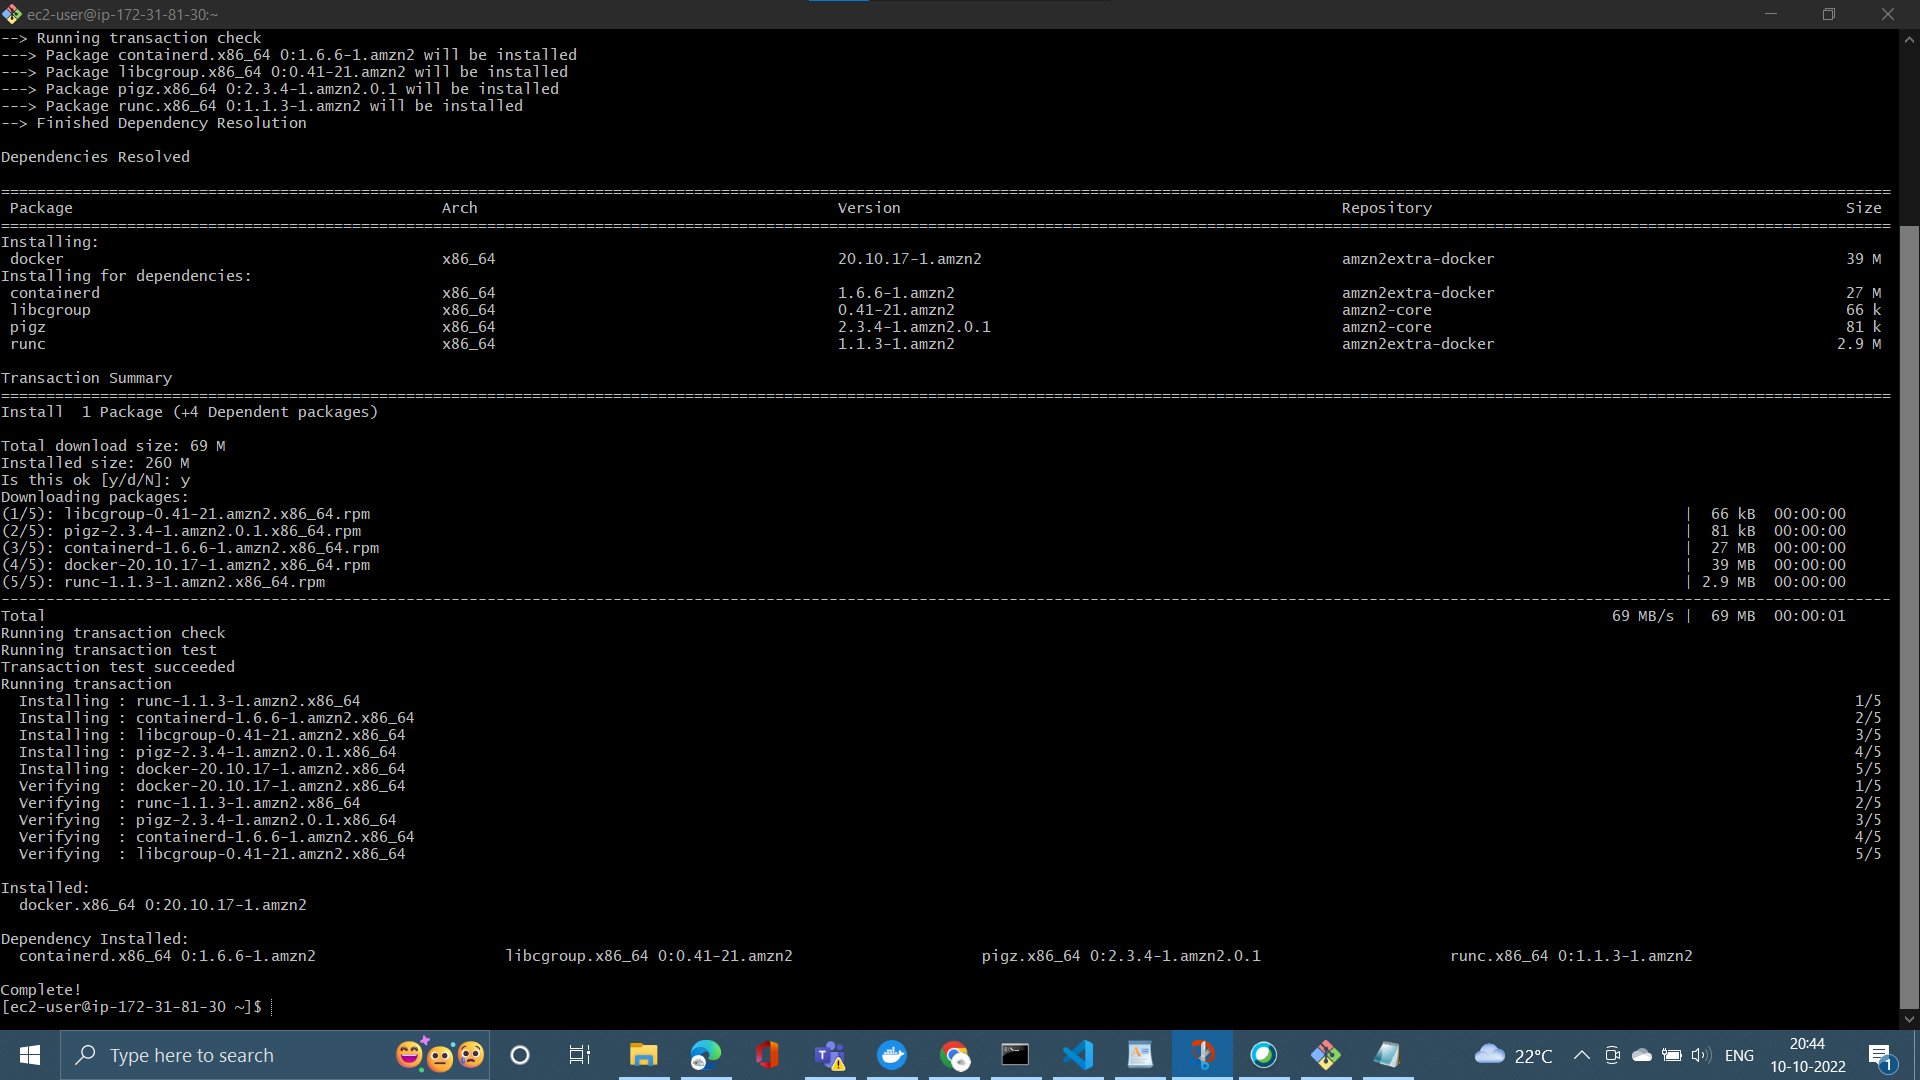 ec2-user@ip-172-31-81-30:~
--> Running transaction check
---> Package containerd.x86_64 0:1.6.6-1.amzn2 will be installed
---> Package libcgroup.x86_64 0:0.41-21.amzn2 will be installed
---> Package pigz.x86_64 0:2.3.4-1.amzn2.0.1 will be installed
---> Package runc.x86_64 0:1.1.3-1.amzn2 will be installed
--> Finished Dependency Resolution
Dependencies Resolved
Package Arch Version Repository Size
Installing:
docker x86_64 20.10.17-1.amzn2 amzn2extra-docker 39 M
Installing for dependencies:
containerd x86_64 1.6.6-1.amzn2 amzn2extra-docker 27 M
libcgroup x86_64 0.41-21.amzn2 amzn2-core 66 k
pigz x86_64 2.3.4-1.amzn2.0.1 amzn2-core 81 k
runc x86_64 1.1.3-1.amzn2 amzn2extra-docker 2.9 M
Transaction Summary
Install  1 Package (+4 Dependent packages)
Total download size: 69 M
Installed size: 260 M
Is this ok [y/d/N]: y
Downloading packages:
(1/5): libcgroup-0.41-21.amzn2.x86_64.rpm | 66 kB 00:00:00
(2/5): pigz-2.3.4-1.amzn2.0.1.x86_64.rpm | 81 kB 00:00:00
(3/5): containerd-1.6.6-1.amzn2.x86_64.rpm | 27 MB 00:00:00
(4/5): docker-20.10.17-1.amzn2.x86_64.rpm | 39 MB 00:00:00
(5/5): runc-1.1.3-1.amzn2.x86_64.rpm | 2.9 MB 00:00:00
Total 69 MB/s | 69 MB 00:00:01
Running transaction check
Running transaction test
Transaction test succeeded
Running transaction
Installing : runc-1.1.3-1.amzn2.x86_64 1/5
Installing : containerd-1.6.6-1.amzn2.x86_64 2/5
Installing : libcgroup-0.41-21.amzn2.x86_64 3/5
Installing : pigz-2.3.4-1.amzn2.0.1.x86_64 4/5
Installing : docker-20.10.17-1.amzn2.x86_64 5/5
Verifying  : docker-20.10.17-1.amzn2.x86_64 1/5
Verifying  : runc-1.1.3-1.amzn2.x86_64 2/5
Verifying  : pigz-2.3.4-1.amzn2.0.1.x86_64 3/5
Verifying  : containerd-1.6.6-1.amzn2.x86_64 4/5
Verifying  : libcgroup-0.41-21.amzn2.x86_64 5/5
Installed:
docker.x86_64 0:20.10.17-1.amzn2
Dependency Installed:
containerd.x86_64 0:1.6.6-1.amzn2 libcgroup.x86_64 0:0.41-21.amzn2 pigz.x86_64 0:2.3.4-1.amzn2.0.1 runc.x86_64 0:1.1.3-1.amzn2
Complete!
[ec2-user@ip-172-31-81-30 ~]$
Type here to search
22°C
ENG
20:44
10-10-2022
1